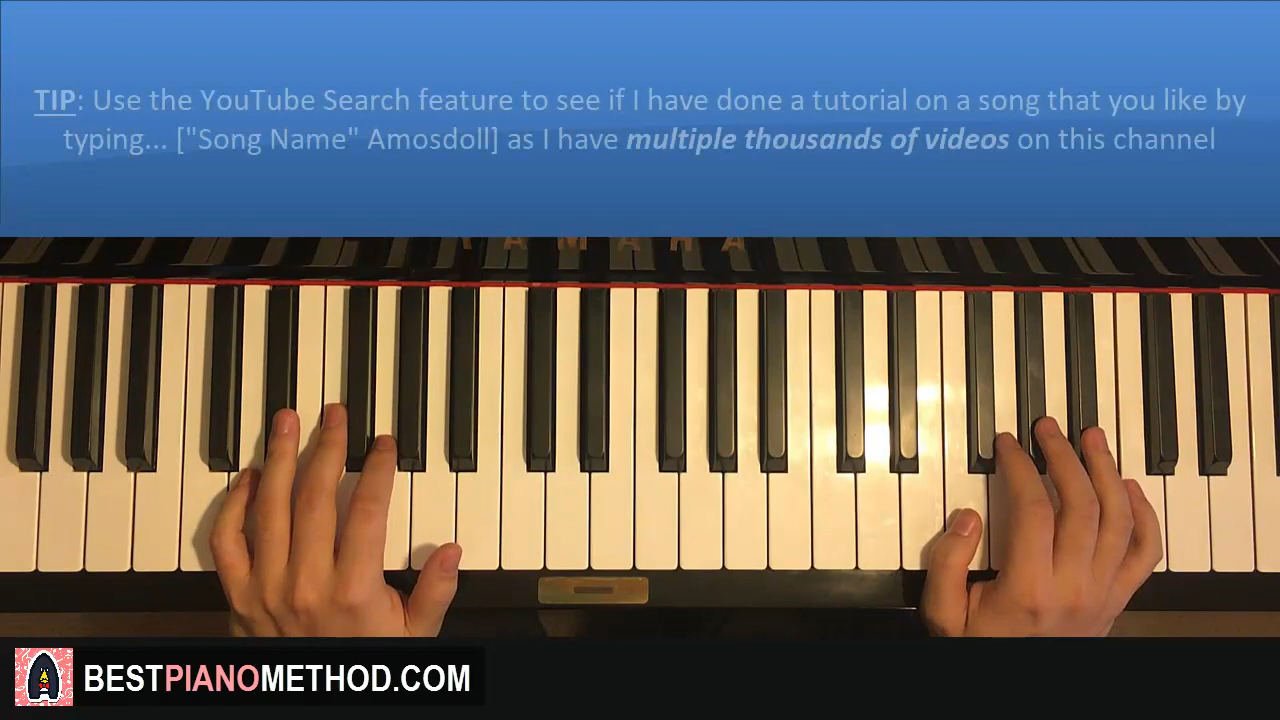 TIP: Use the YouTube Search feature to see if I have done a tutorial on a song that you like by
typing... ["Song Name" Amosdoll] as I have multiple thousands of videos on this channel
YAMAHA
BESTPIANOMETHOD.COM